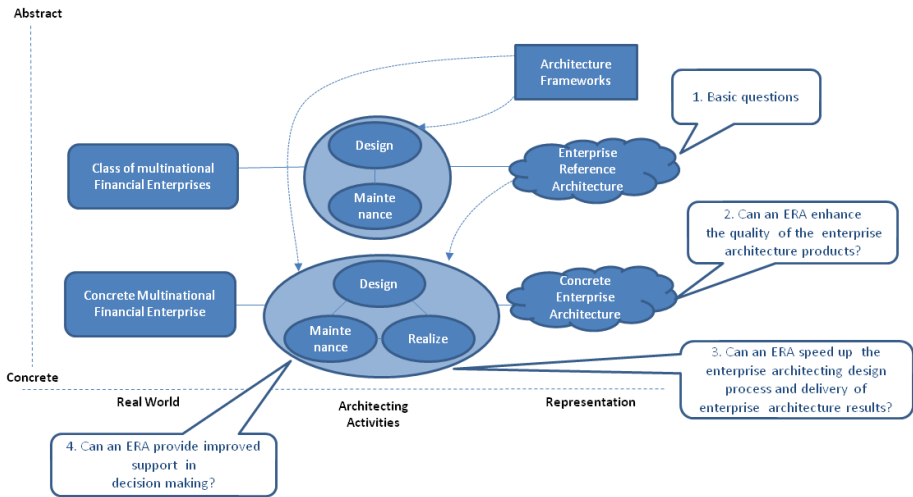 Abstract
Architecture
Frameworks
1. Basic questions
Design
Class of multinational
Financial Enterprises
Enterprise
Reference
Architecture
Mainte
nance
2. Can an ERA enhance
the quality of the enterprise
architecture products?
Design
Concrete Multinational
Financial Enterprise
Concrete
Enterprise
Architecture
Mainte
nance
Realize
3. Can an ERA speed up the
enterprise architecting design
process and delivery of
enterprise architecture results?
Concrete
Real World
Architecting
Activities
Representation
4. Can an ERA provide improved
support in
decision making?